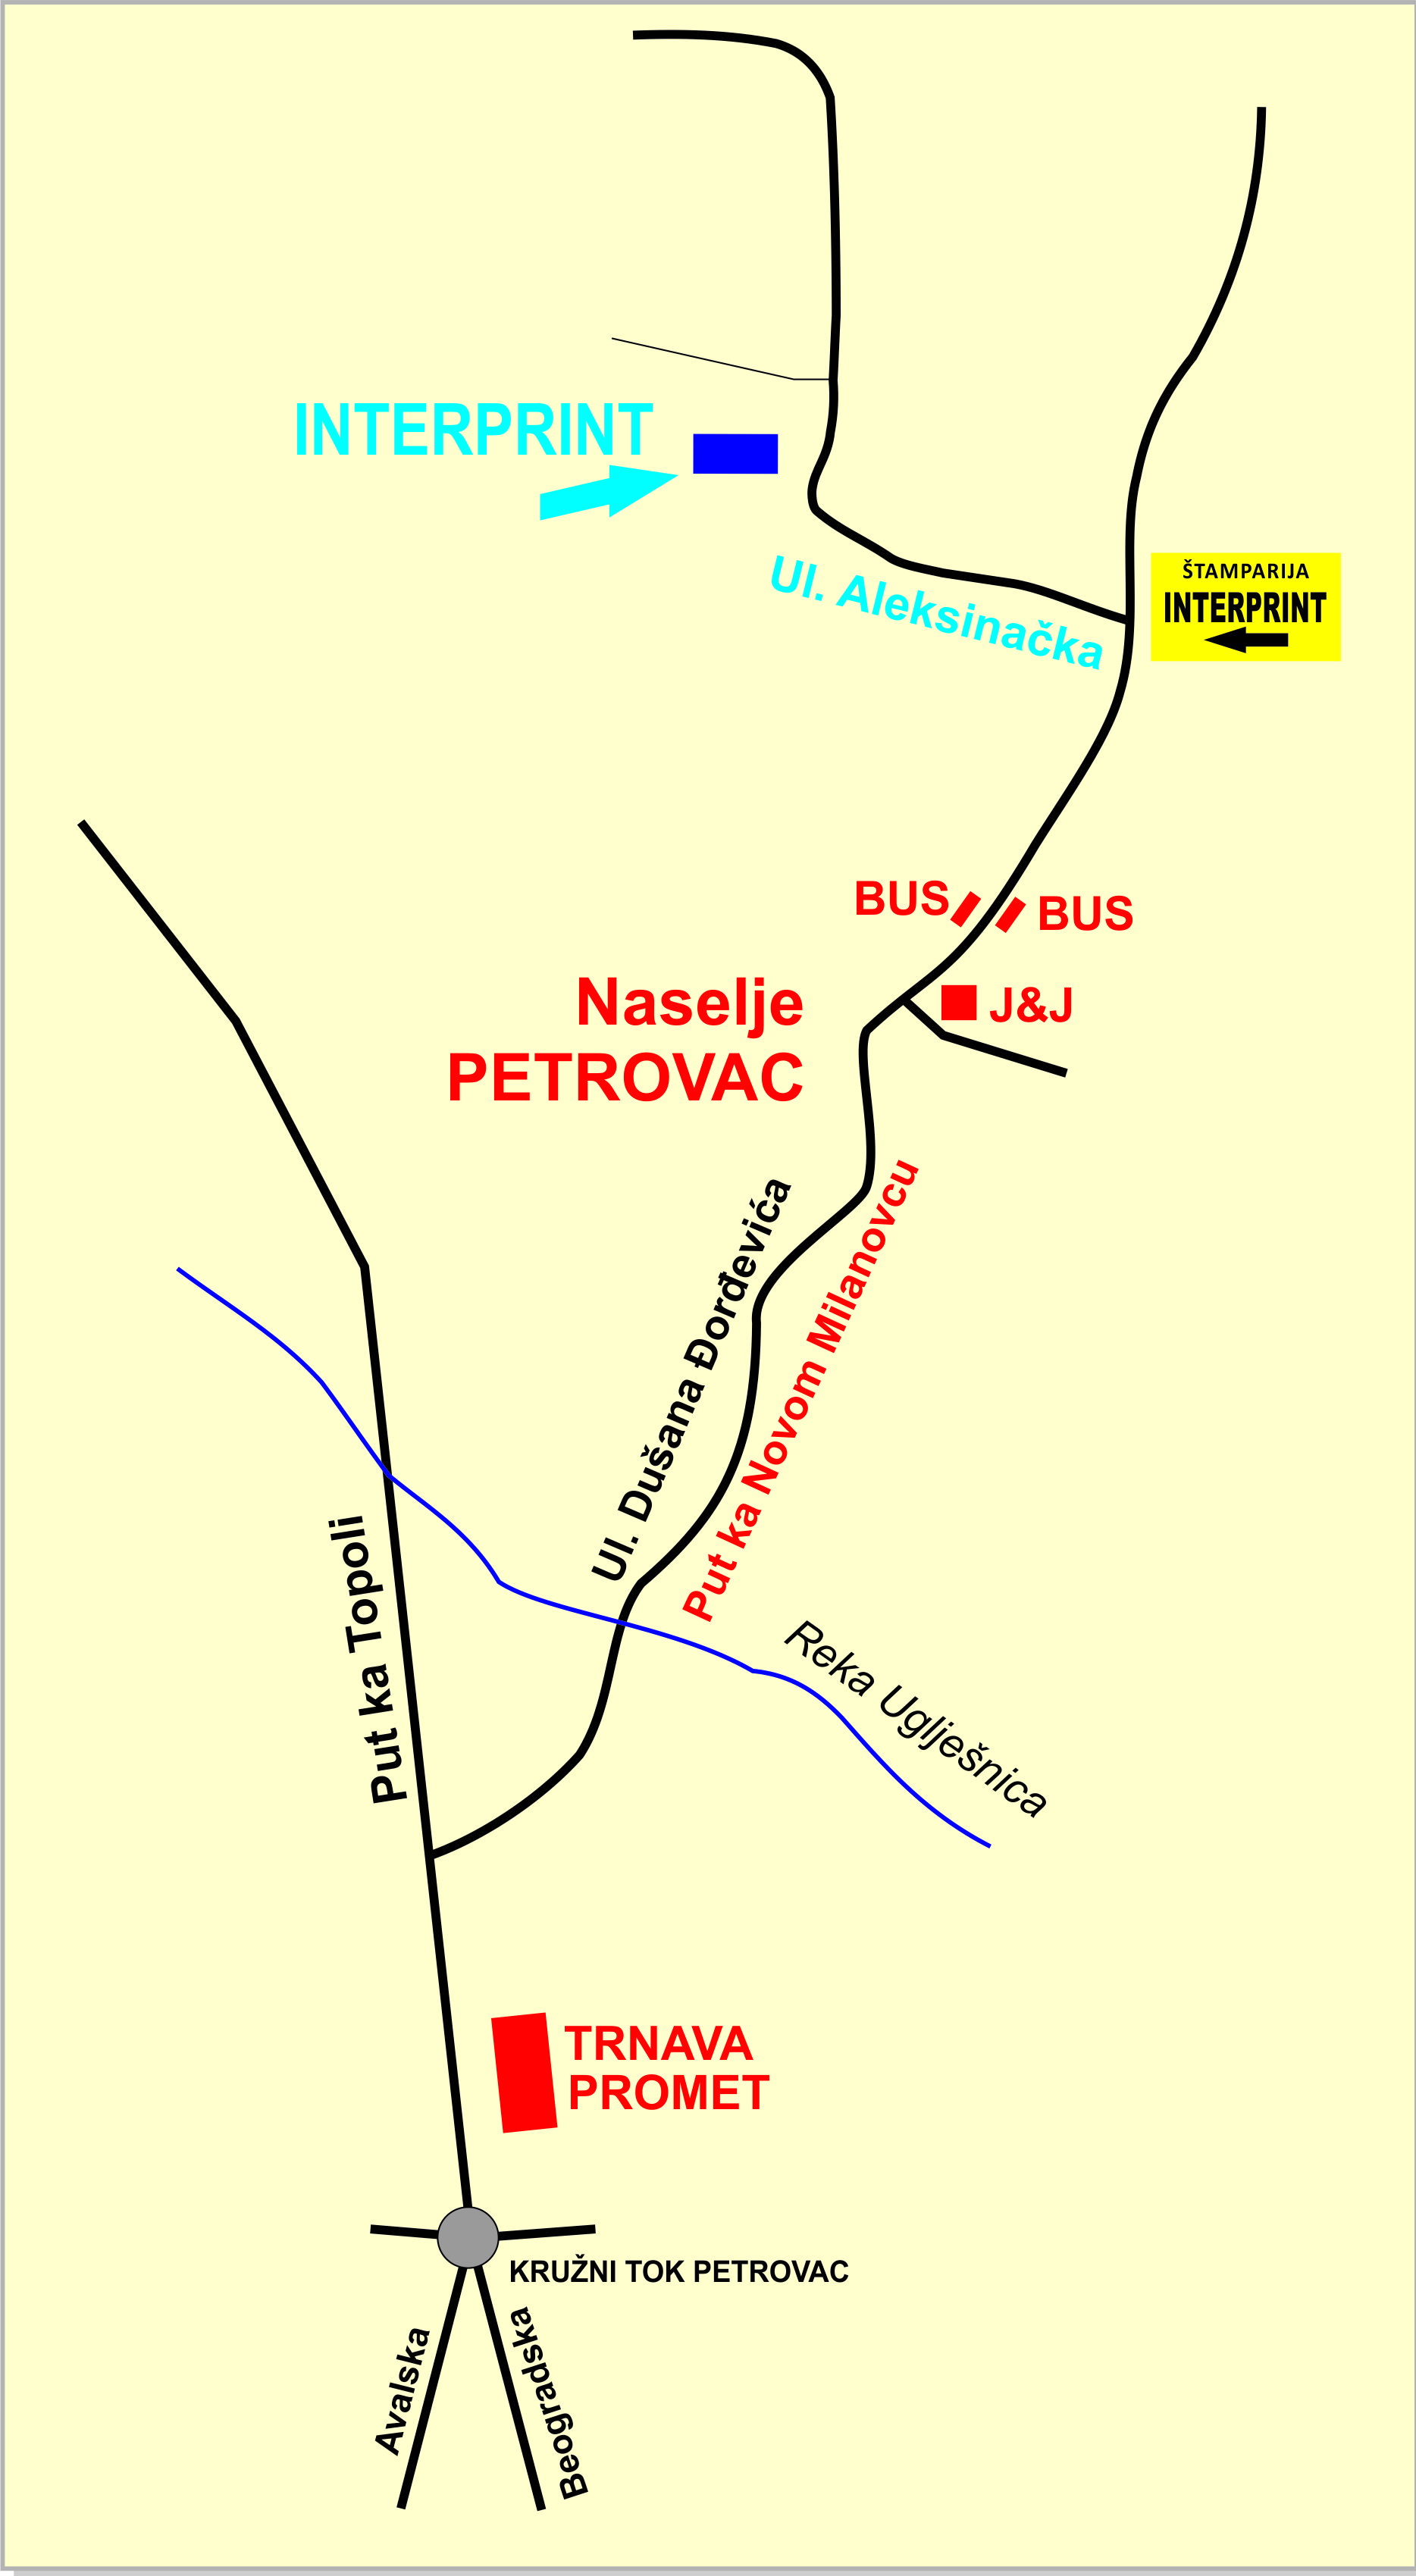 INTERPRINT
ŠTAMPARIJA
INTERPRINT
Ul. Aleksinačka
BUS
BUS
Naselje
PETROVAC
J&J
Ul. Dušana Đorđevića
Put ka Novom Milanovcu
Put ka Topoli
Reka Uglješnica
TRNAVA
PROMET
KRUŽNI TOK PETROVAC
Avalska
Beogradska